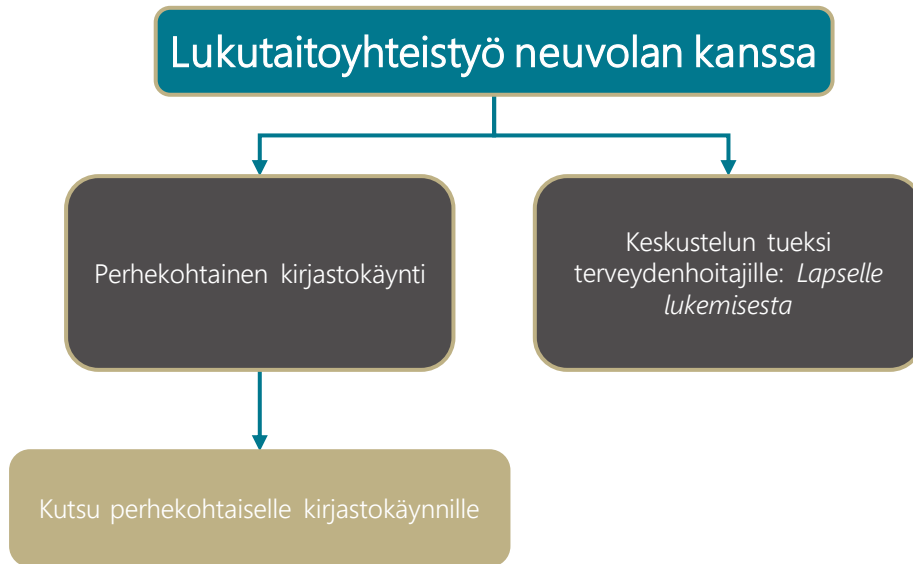 Lukutaitoyhteistyö neuvolan kanssa
Perhekohtainen kirjastokäynti
Keskustelun tueksi
terveydenhoitajille: Lapselle
lukemisesta
Kutsu perhekohtaiselle kirjastokäynnille